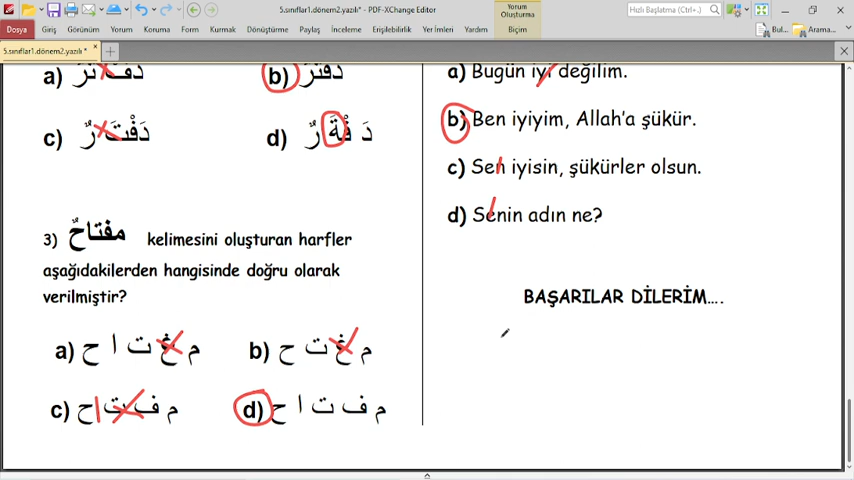 5.sınıflar1.dönem2.yazılı * - PDF-XChange Editor
Yorum Oluşturma
Hızlı Başlatma (Ctrl+.)
Dosya Giriş Görünüm Yorum Koruma Form Kurmak Dönüştürme Paylaş İnceleme Erişilebilirlik Yer İmcileri Yardım Biçim Bul... Arama...
5.sınıflar1.dönem2.yazılı *
a)
b)
c) دَفْتَ رٌ
d) دَ فْةَ رٌ
3) مفتاحٌ kelimesini oluşturan harfler
aşağıdakilerden hangisinde doğru olarak
verilmiştir?
a) م غ ت ا ح b) م غ ت ح
c) م ف ت ح d) م ف ت ا ح
a) Bugün iyi değilim.
b) Ben iyiyim, Allah'a şükür.
c) Sen iyisin, şükürler olsun.
d) Senin adın ne?
BAŞARILAR DİLERİM....